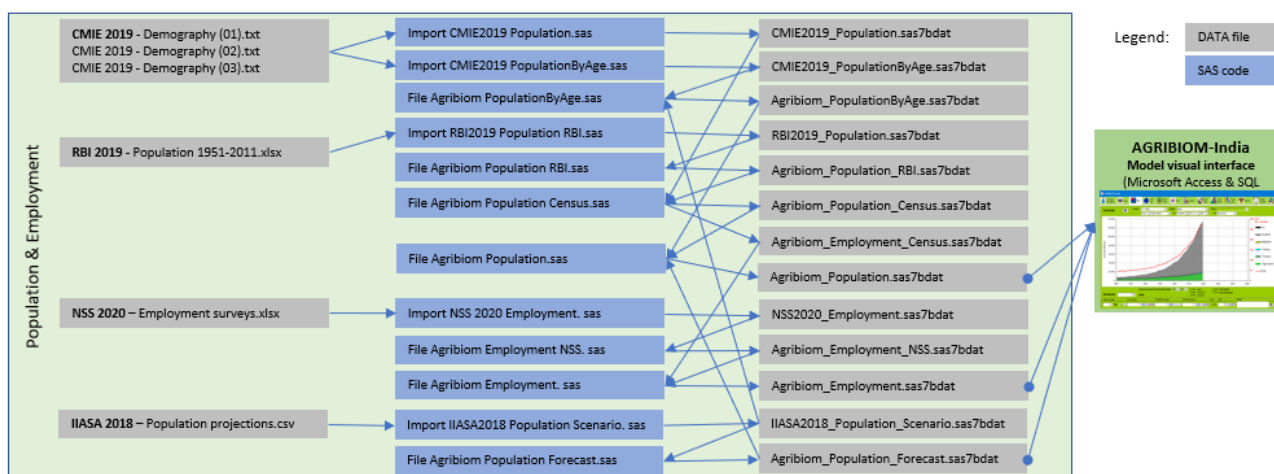 Population & Employment
CMIE 2019 - Demography (01).txt
CMIE 2019 - Demography (02).txt
CMIE 2019 - Demography (03).txt
RBI 2019 - Population 1951-2011.xlsx
NSS 2020 – Employment surveys.xlsx
IIASA 2018 – Population projections.csv
Import CMIE2019 Population.sas
Import CMIE2019 PopulationByAge.sas
File Agribiom PopulationByAge.sas
Import RBI2019 Population RBI.sas
File Agribiom Population RBI.sas
File Agribiom Population Census.sas
File Agribiom Population.sas
Import NSS 2020 Employment. sas
File Agribiom Employment NSS. sas
File Agribiom Employment. sas
Import IIASA2018 Population Scenario. sas
File Agribiom Population Forecast.sas
CMIE2019_Population.sas7bdat
CMIE2019_PopulationByAge.sas7bdat
Agribiom_PopulationByAge.sas7bdat
RBI2019_Population.sas7bdat
Agribiom_Population_RBI.sas7bdat
Agribiom_Population_Census.sas7bdat
Agribiom_Employment_Census.sas7bdat
Agribiom_Population.sas7bdat
NSS2020_Employment.sas7bdat
Agribiom_Employment_NSS.sas7bdat
Agribiom_Employment.sas7bdat
IIASA2018_Population_Scenario.sas7bdat
Agribiom_Population_Forecast.sas7bdat
Legend:
DATA file
SAS code
AGRIBIOM-India
Model visual interface
(Microsoft Access & SQL